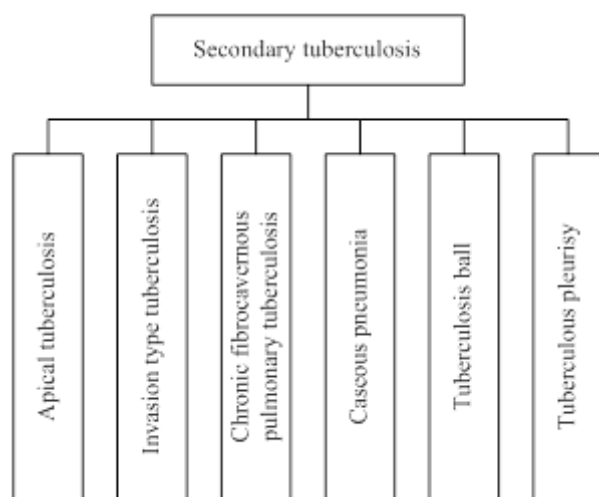 Secondary tuberculosis
Apical tuberculosis
Invasion type tuberculosis
Chronic fibrocavernous
pulmonary tuberculosis
Caseous pneumonia
Tuberculosis ball
Tuberculous pleurisy